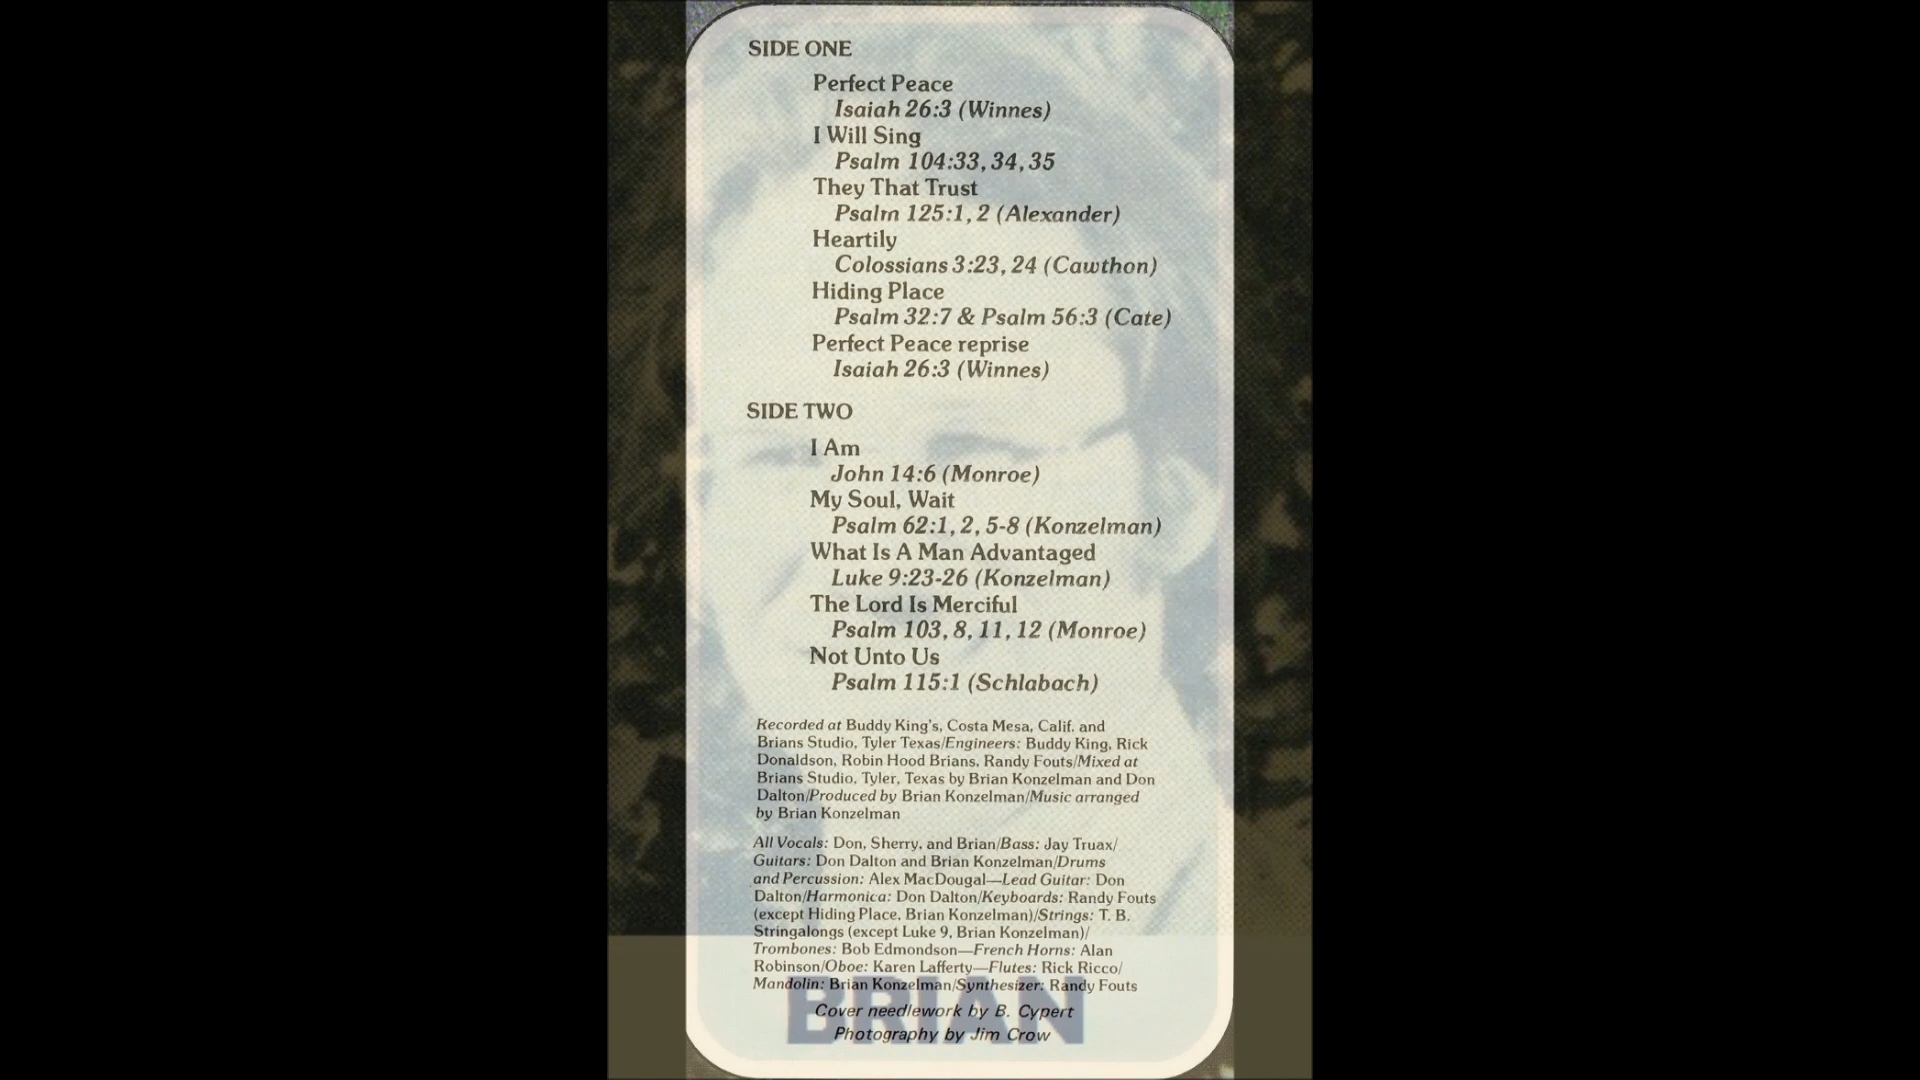 SIDE ONE
Perfect Peace
Isaiah 26:3 (Winnes)
I Will Sing
Psalm 104:33, 34, 35
They That Trust
Psalm 125:1, 2 (Alexander)
Heartily
Colossians 3:23, 24 (Cawthon)
Hiding Place
Psalm 32:7 & Psalm 56:3 (Cate)
Perfect Peace reprise
Isaiah 26:3 (Winnes)
SIDE TWO
I Am
John 14:6 (Monroe)
My Soul, Wait
Psalm 62:1, 2, 5-8 (Konzelman)
What Is A Man Advantaged
Luke 9:23-26 (Konzelman)
The Lord Is Merciful
Psalm 103, 8, 11, 12 (Monroe)
Not Unto Us
Psalm 115:1 (Schlabach)
Recorded at Buddy King's, Costa Mesa, Calif. and
Brians Studio, Tyler Texas/Engineers: Buddy King, Rick
Donaldson, Robin Hood Brians, Randy Fouts/Mixed at
Brians Studio, Tyler, Texas by Brian Konzelman and Don
Dalton/Produced by Brian Konzelman/Music arranged
by Brian Konzelman
All Vocals: Don, Sherry, and Brian/Bass: Jay Truax/
Guitars: Don Dalton and Brian Konzelman/Drums
and Percussion: Alex MacDougal—Lead Guitar: Don
Dalton/Harmonica: Don Dalton/Keyboards: Randy Fouts
(except Hiding Place, Brian Konzelman)/Strings: T. B.
Stringalongs (except Luke 9, Brian Konzelman)/
Trombones: Bob Edmondson—French Horns: Alan
Robinson/Oboe: Karen Lafferty—Flutes: Rick Ricco/
Mandolin: Brian Konzelman/Synthesizer: Randy Fouts
BRIAN
Cover needlework by B. Cypert
Photography by Jim Crow